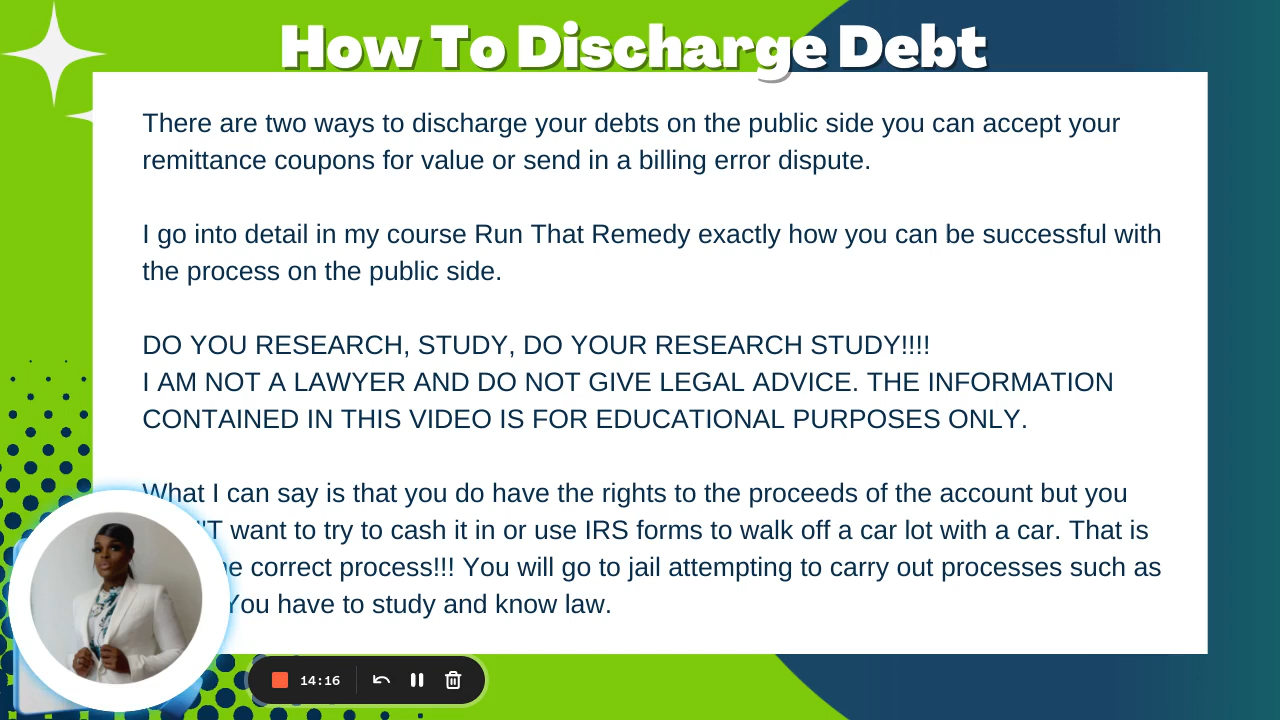 How To Discharge Debt
There are two ways to discharge your debts on the public side you can accept your
remittance coupons for value or send in a billing error dispute.
I go into detail in my course Run That Remedy exactly how you can be successful with
the process on the public side.
DO YOU RESEARCH, STUDY, DO YOUR RESEARCH STUDY!!!!
I AM NOT A LAWYER AND DO NOT GIVE LEGAL ADVICE. THE INFORMATION
CONTAINED IN THIS VIDEO IS FOR EDUCATIONAL PURPOSES ONLY.
What I can say is that you do have the rights to the proceeds of the account but you
want to try to cash it in or use IRS forms to walk off a car lot with a car. That is
correct process!!! You will go to jail attempting to carry out processes such as
You have to study and know law.
14:16